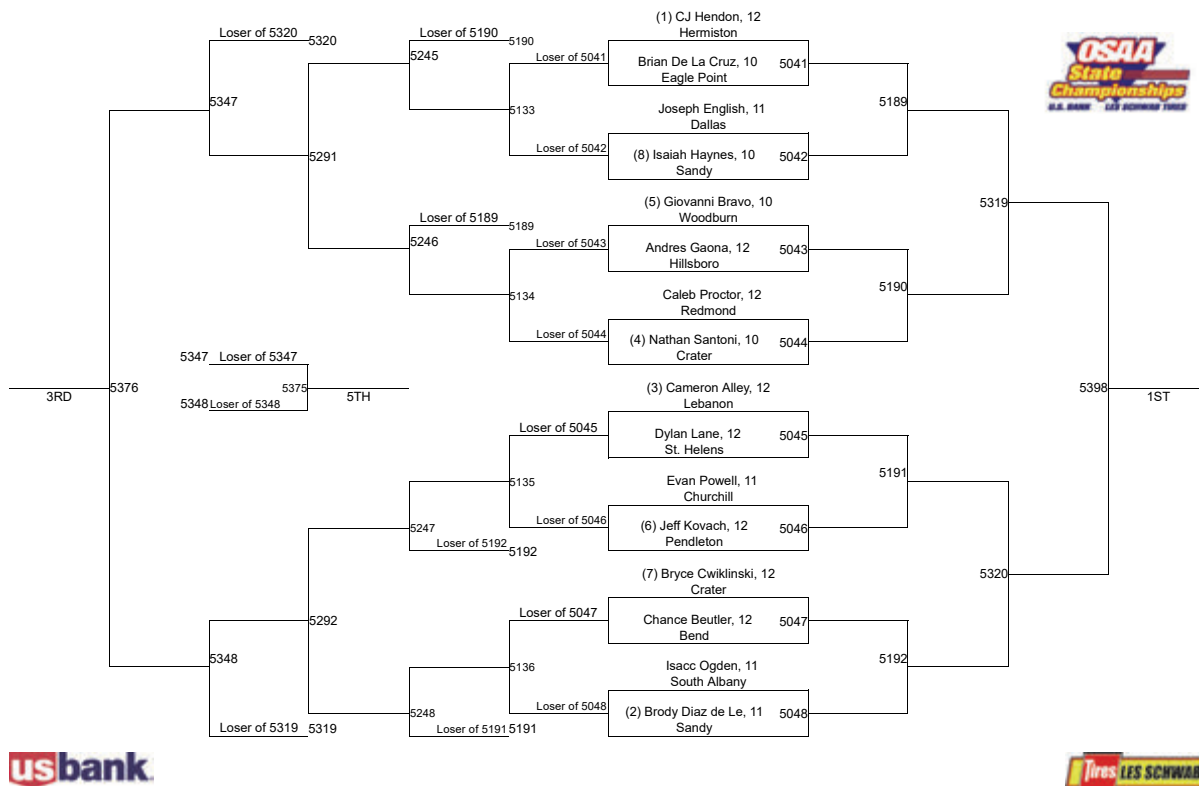 (1) CJ Hendon, 12
Loser of 5320
5320
Loser of 5190
5190
Hermiston
5245
Loser of 5041
Brian De La Cruz, 10
5041
Eagle Point
OSAA
State
Championships
U.S. BANK LES SCHWAB TIRES
5347
5133
Joseph English, 11
5189
Dallas
5291
Loser of 5042
(8) Isaiah Haynes, 10
5042
Sandy
(5) Giovanni Bravo, 10
5319
Loser of 5189
5189
Woodburn
5246
Loser of 5043
Andres Gaona, 12
5043
Hillsboro
5134
Caleb Proctor, 12
5190
Redmond
Loser of 5044
(4) Nathan Santoni, 10
5044
Crater
5347
Loser of 5347
3RD
5376
5375
5TH
(3) Cameron Alley, 12
5398
1ST
5348
Loser of 5348
Lebanon
Loser of 5045
Dylan Lane, 12
5045
St. Helens
5135
Evan Powell, 11
5191
Churchill
5247
Loser of 5046
(6) Jeff Kovach, 12
5046
Loser of 5192
5192
Pendleton
(7) Bryce Cwiklinski, 12
5320
Crater
5292
Loser of 5047
Chance Beutler, 12
5047
Bend
5348
5136
Isacc Ogden, 11
5192
South Albany
5248
Loser of 5048
(2) Brody Diaz de Le, 11
5048
Loser of 5319
5319
Loser of 5191
5191
Sandy
usbank.
Tires LES SCHWAB